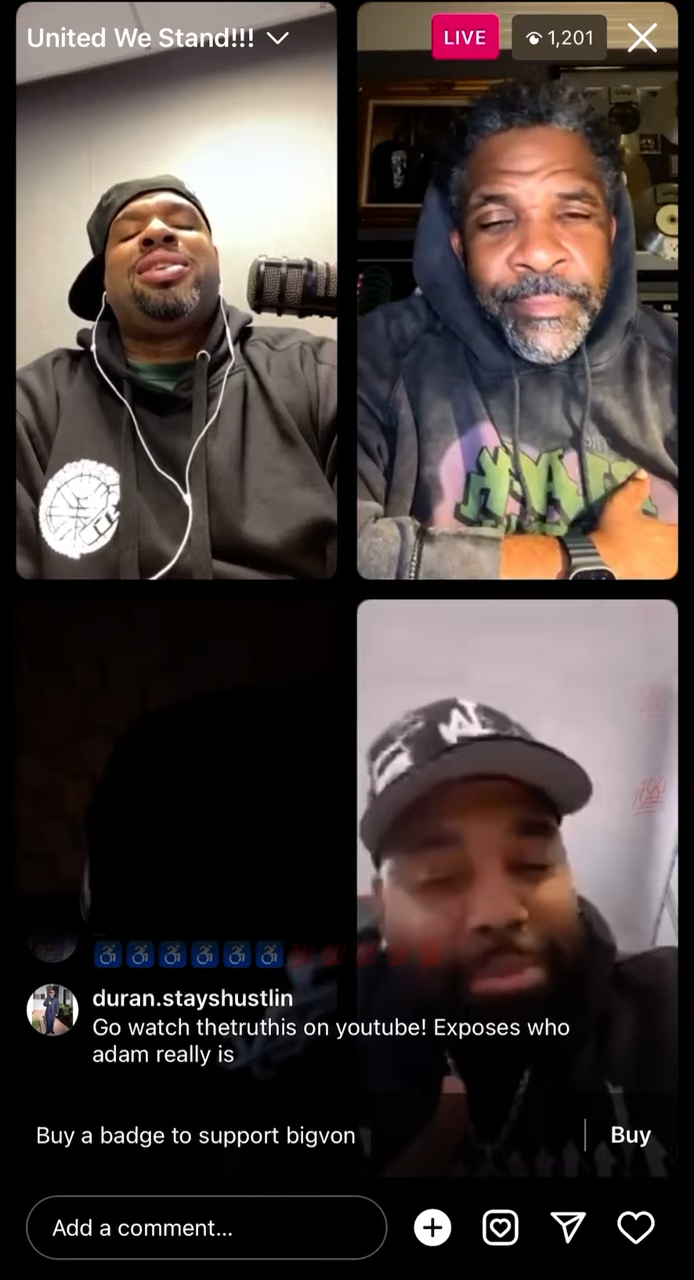 United We Stand!!!
LIVE
1,201
100
duran.stayshustlin
Go watch thetruthis on youtube! Exposes who
adam really is
Buy a badge to support bigvon
Buy
Add a comment...